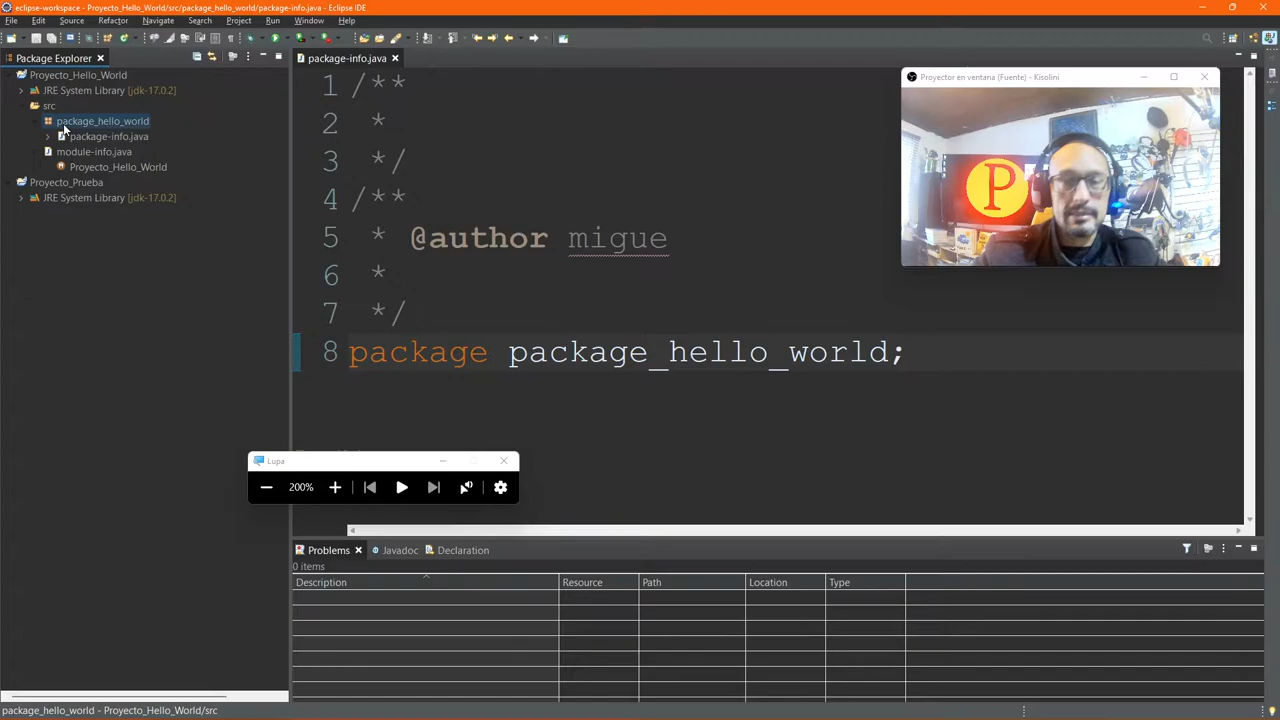 eclipse-workspace - Proyecto_Hello_World/src/package_hello_world/package-info.java - Eclipse IDE
File Edit Source Refactor Navigate Search Project Run Window Help
Package Explorer
Proyecto_Hello_World
JRE System Library [jdk-17.0.2]
src
package_hello_world
package-info.java
module-info.java
Proyecto_Hello_World
Proyecto_Prueba
JRE System Library [jdk-17.0.2]
package-info.java
1 /**
2 *
3 */
4 /**
5 * @author migue
6 *
7 */
8 package package_hello_world;
Proyector en ventana (Fuente) - Kisolini
P
Lupa
200%
Problems Javadoc Declaration
0 items
Description Resource Path Location Type
package_hello_world - Proyecto_Hello_World/src